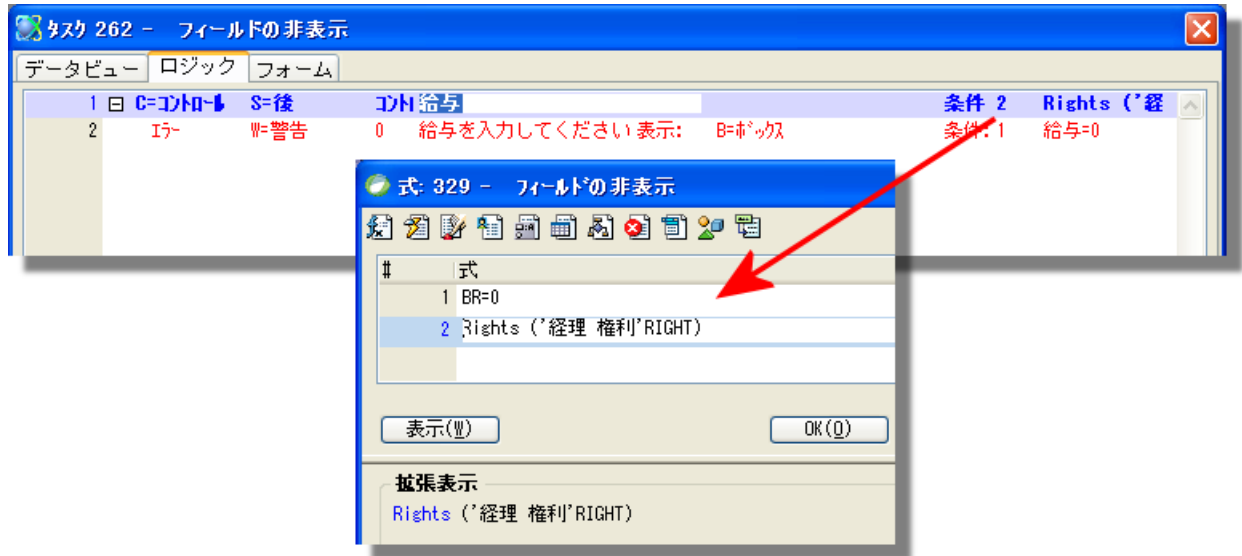 タスク 262 - フィールドの非表示
データビュー ロジック フォーム
1 C=コントロール S=後 コントロ 給与 条件 2 Rights ('経
2 エラー W=警告 0 給与を入力してください 表示: B=ボックス 条件: 1 給与=0
式: 329 - フィールドの非表示
# 式
1 BR=0
2 Rights ('経理 権利'RIGHT)
表示(W) OK(O)
拡張表示
Rights ('経理 権利'RIGHT)